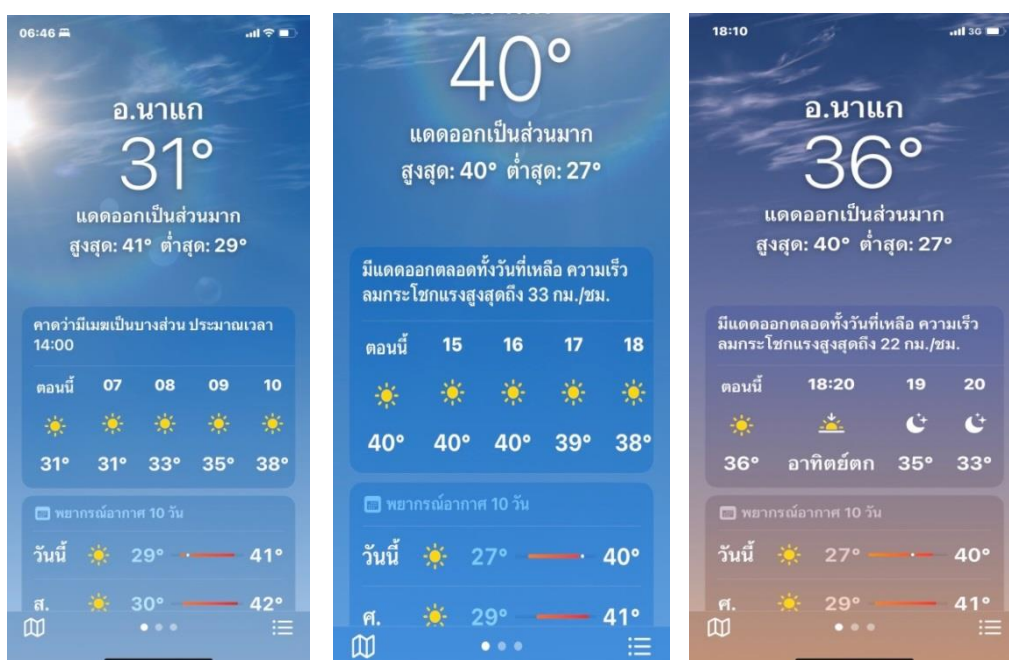 06:46
อ.นาแก
31°
แดดออกเป็นส่วนมาก
สูงสุด: 41° ต่ำสุด: 29°
คาดว่ามีเมฆเป็นบางส่วน ประมาณเวลา
14:00
ตอนนี้ 07 08 09 10
31° 31° 33° 35° 38°
พยากรณ์อากาศ 10 วัน
วันนี้ 29° 41°
ส. 30° 42°
40°
แดดออกเป็นส่วนมาก
สูงสุด: 40° ต่ำสุด: 27°
มีแดดออกตลอดทั้งวันที่เหลือ ความเร็ว
ลมกระโชกแรงสูงสุดถึง 33 กม./ชม.
ตอนนี้ 15 16 17 18
40° 40° 40° 39° 38°
พยากรณ์อากาศ 10 วัน
วันนี้ 27° 40°
ศ. 29° 41°
18:10 3G
อ.นาแก
36°
แดดออกเป็นส่วนมาก
สูงสุด: 40° ต่ำสุด: 27°
มีแดดออกตลอดทั้งวันที่เหลือ ความเร็ว
ลมกระโชกแรงสูงสุดถึง 22 กม./ชม.
ตอนนี้ 18:20 19 20
36° อาทิตย์ตก 35° 33°
พยากรณ์อากาศ 10 วัน
วันนี้ 27° 40°
ศ. 29° 41°